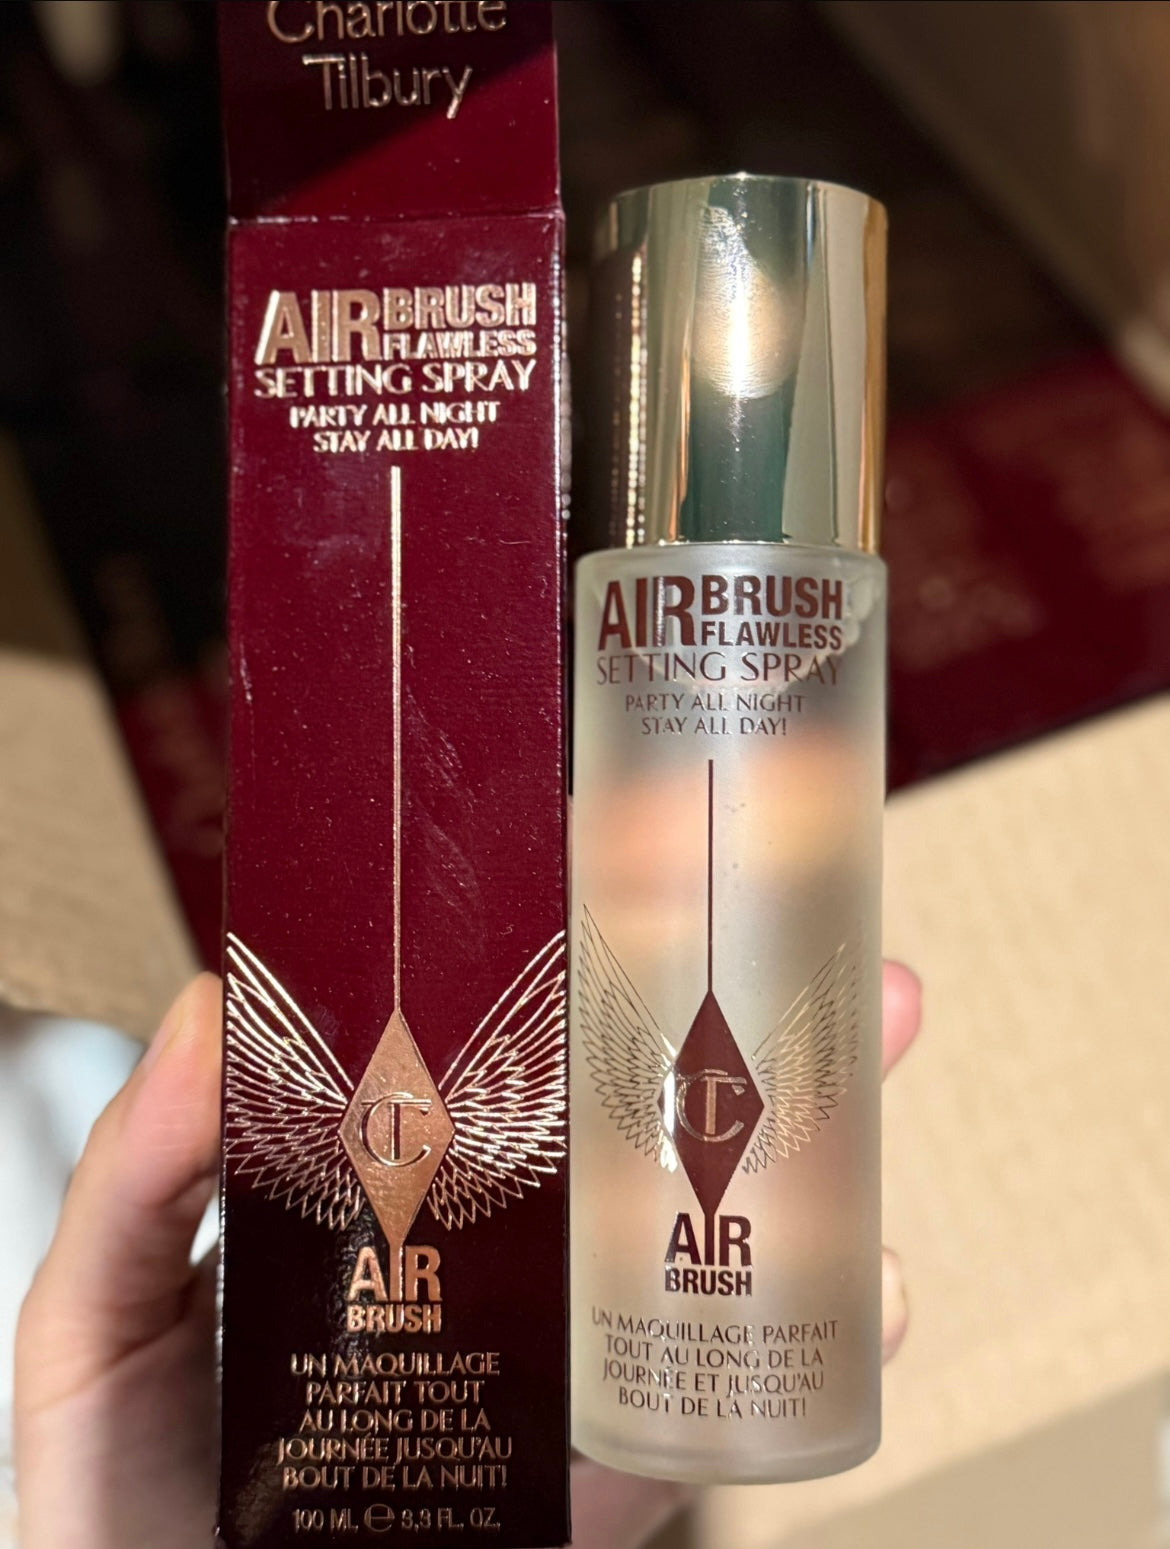 Charlotte
Tilbury
AIRBRUSH
FLAWLESS
SETTING SPRAY
PARTY ALL NIGHT
STAY ALL DAY!
CT
AIR
BRUSH
UN MAQUILLAGE
PARFAIT TOUT
AU LONG DE LA
JOURNÉE JUSQU'AU
BOUT DE LA NUIT!
100 ML ℮ 3,3 FL. OZ.
AIRBRUSH
FLAWLESS
SETTING SPRAY
PARTY ALL NIGHT
STAY ALL DAY!
CT
AIR
BRUSH
UN MAQUILLAGE PARFAIT
TOUT AU LONG DE LA
JOURNÉE ET JUSQU'AU
BOUT DE LA NUIT!